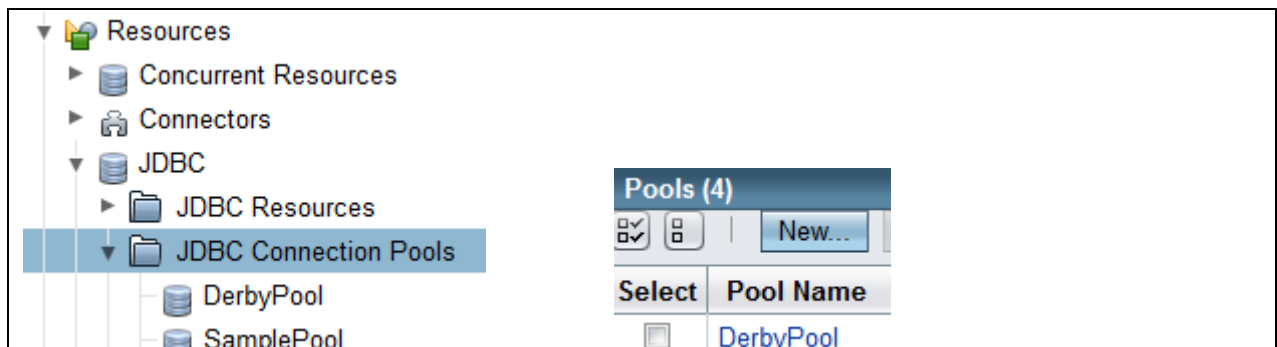 Resources
Concurrent Resources
Connectors
JDBC
JDBC Resources
JDBC Connection Pools
DerbyPool
SamplePool
Pools (4)
New...
Select Pool Name
DerbyPool